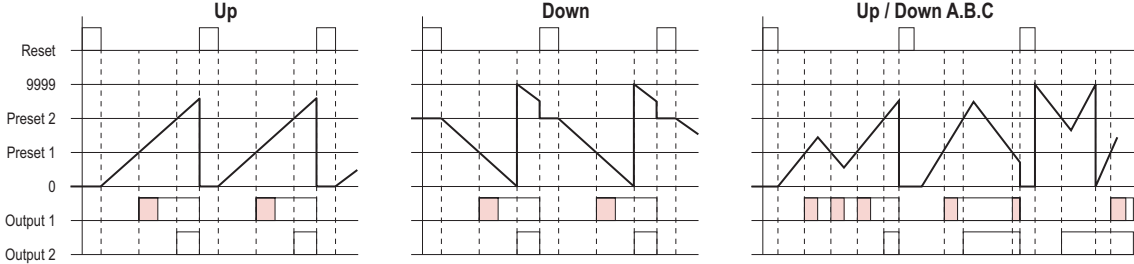 Up
Down
Up / Down A.B.C
Reset
9999
Preset 2
Preset 1
0
Output 1
Output 2